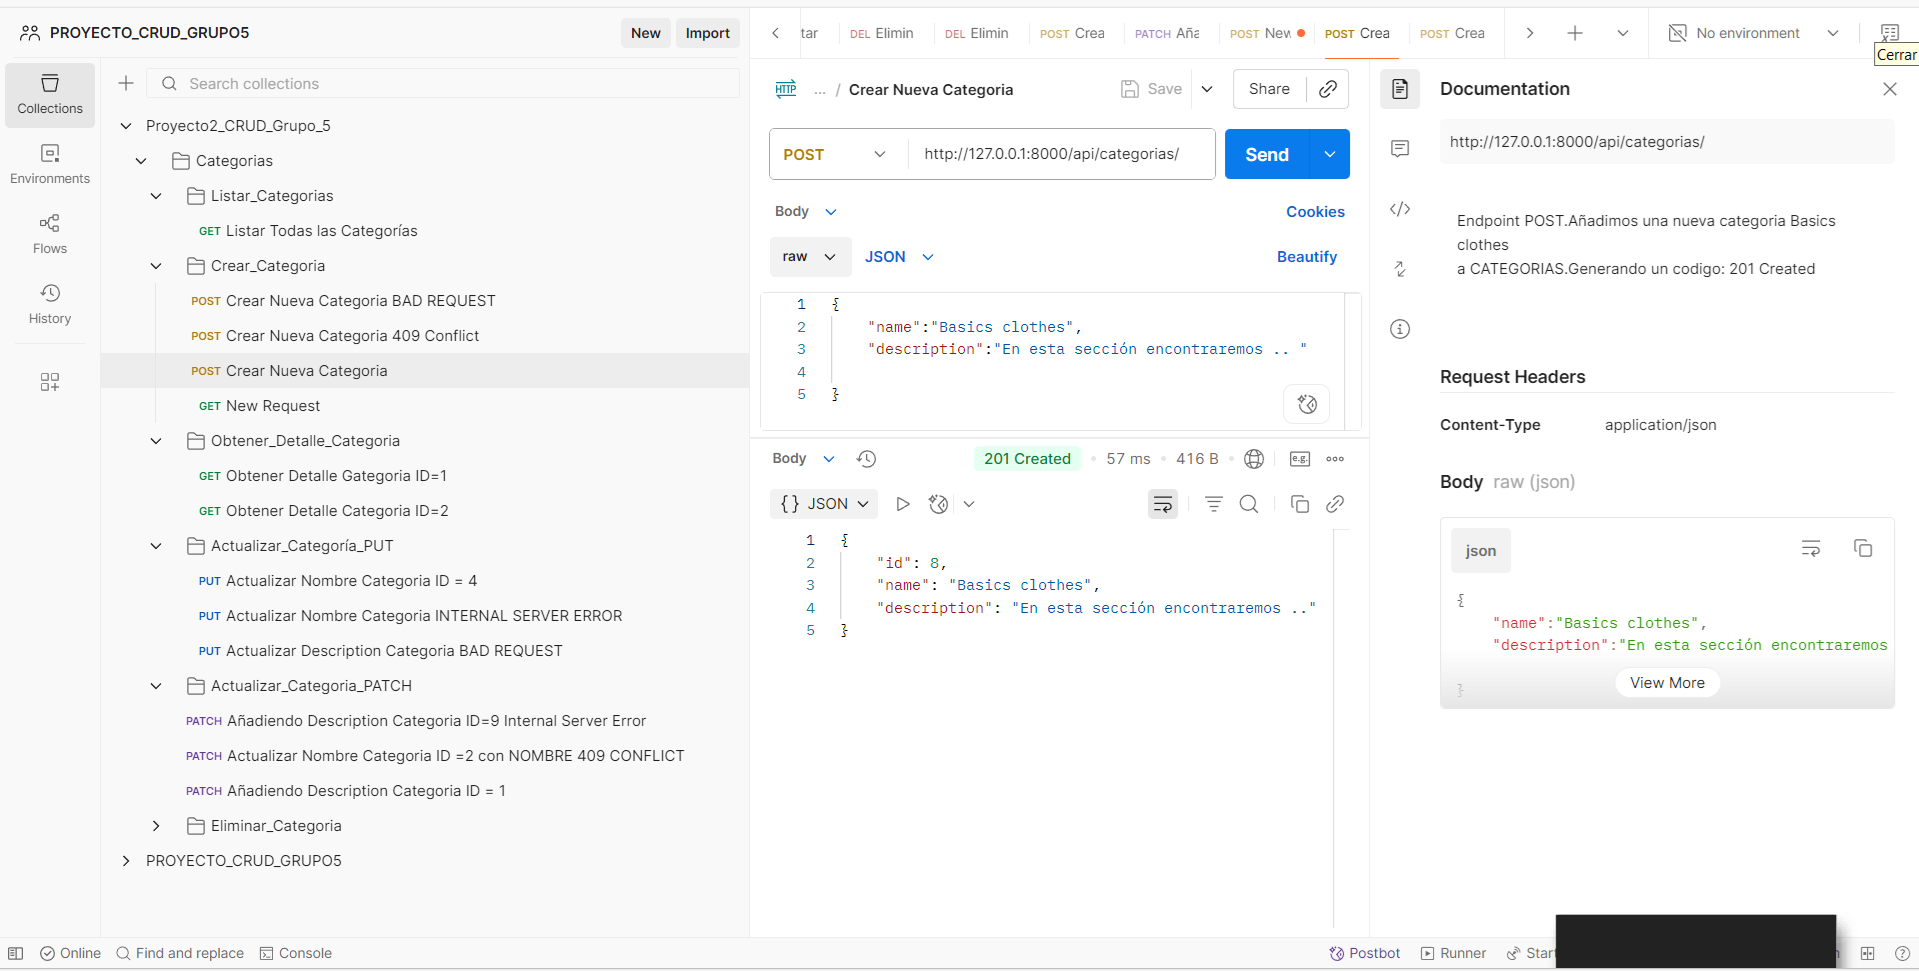 PROYECTO_CRUD_GRUPO5
New
Import
Collections
Environments
Flows
History
Search collections
Proyecto2_CRUD_Grupo_5
Categorias
Listar_Categorias
GET Listar Todas las Categorías
Crear_Categoria
POST Crear Nueva Categoria BAD REQUEST
POST Crear Nueva Categoria 409 Conflict
POST Crear Nueva Categoria
GET New Request
Obtener_Detalle_Categoria
GET Obtener Detalle Gategoria ID=1
GET Obtener Detalle Categoria ID=2
Actualizar_Categoría_PUT
PUT Actualizar Nombre Categoria ID = 4
PUT Actualizar Nombre Categoria INTERNAL SERVER ERROR
PUT Actualizar Description Categoria BAD REQUEST
Actualizar_Categoria_PATCH
PATCH Añadiendo Description Categoria ID=9 Internal Server Error
PATCH Actualizar Nombre Categoria ID =2 con NOMBRE 409 CONFLICT
PATCH Añadiendo Description Categoria ID = 1
Eliminar_Categoria
PROYECTO_CRUD_GRUPO5
tar DEL Elimin DEL Elimin POST Crea PATCH Aña POST New POST Crea POST Crea
No environment
Cerrar
HTTP ... / Crear Nueva Categoria
Save
Share
POST http://127.0.0.1:8000/api/categorias/
Send
Body
Cookies
raw JSON
Beautify
1 {
2 "name":"Basics clothes",
3 "description":"En esta sección encontraremos .. "
4
5 }
Body 201 Created • 57 ms • 416 B • e.g.
{} JSON
1 {
2 "id": 8,
3 "name": "Basics clothes",
4 "description": "En esta sección encontraremos .."
5 }
Documentation
http://127.0.0.1:8000/api/categorias/
Endpoint POST.Añadimos una nueva categoria Basics
clothes
a CATEGORIAS.Generando un codigo: 201 Created
Request Headers
Content-Type application/json
Body raw (json)
json
{
"name":"Basics clothes",
"description":"En esta sección encontraremos
}
View More
Online
Find and replace
Console
Postbot
Runner
Start